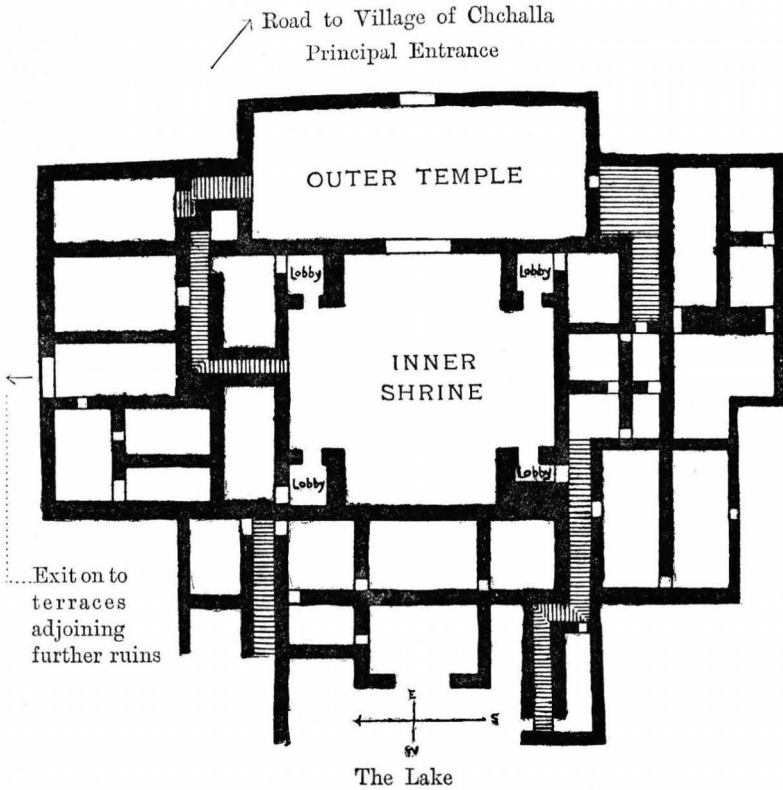 Road to Village of Chchalla
Principal Entrance
OUTER TEMPLE
Lobby
Lobby
INNER
SHRINE
Lobby
Lobby
Exit on to
terraces
adjoining
further ruins
E
S
W
The Lake